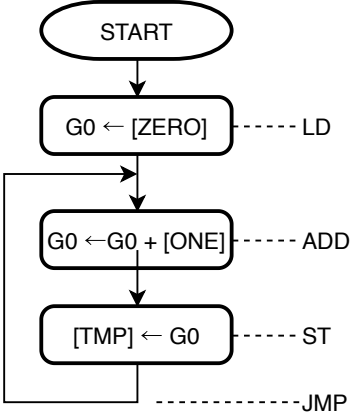 START
G0 ← [ZERO]
LD
G0 ←G0 + [ONE]
ADD
[TMP] ← G0
ST
JMP